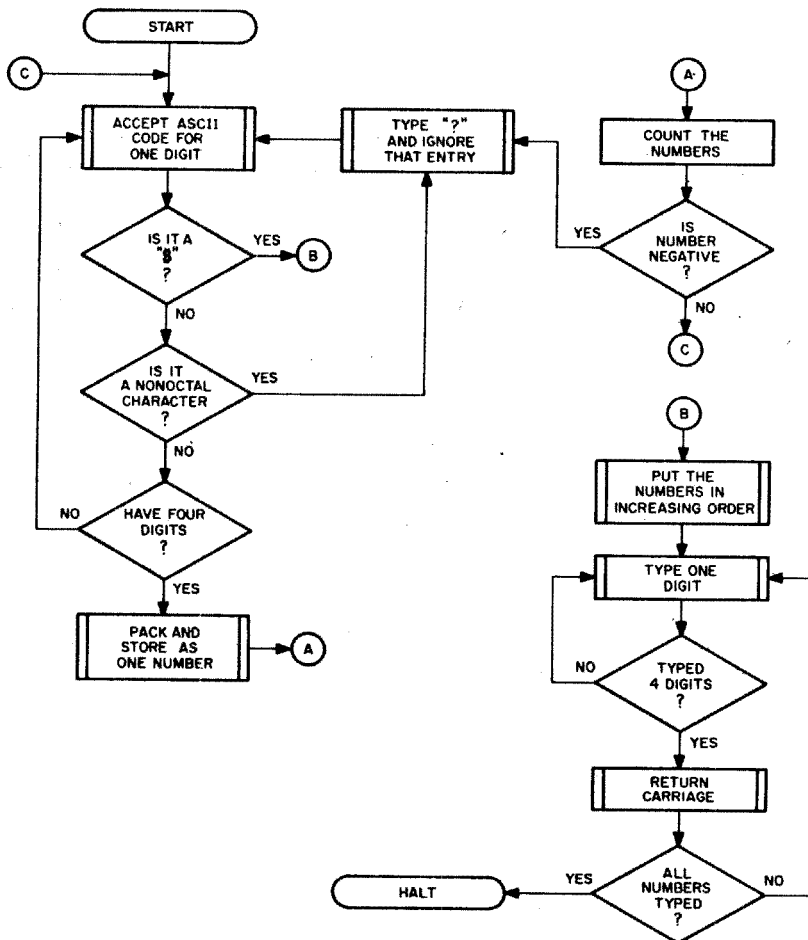 START
C
ACCEPT ASCII
CODE FOR
ONE DIGIT
IS IT A
"$"
?
YES
B
NO
IS IT
A NONOCTAL
CHARACTER
?
YES
NO
HAVE FOUR
DIGITS
?
NO
YES
PACK AND
STORE AS
ONE NUMBER
A
TYPE "?"
AND IGNORE
THAT ENTRY
A
COUNT THE
NUMBERS
IS
NUMBER
NEGATIVE
?
YES
NO
C
B
PUT THE
NUMBERS IN
INCREASING ORDER
TYPE ONE
DIGIT
TYPED
4 DIGITS
?
NO
YES
RETURN
CARRIAGE
ALL
NUMBERS
TYPED
?
YES
NO
HALT